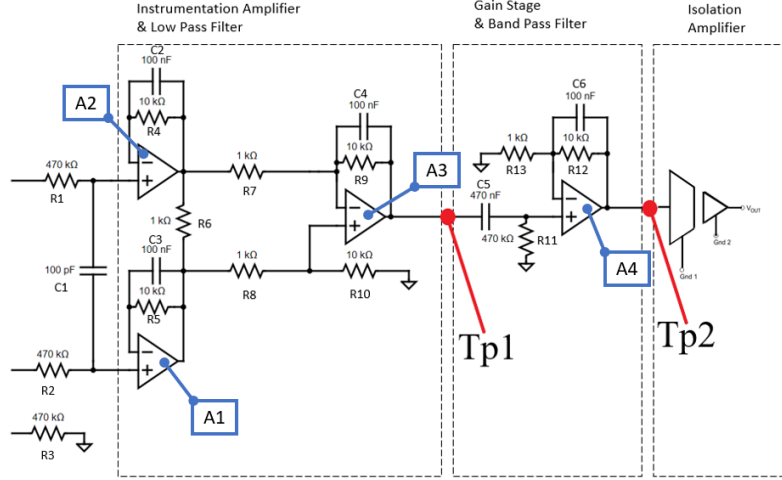 Instrumentation Amplifier
& Low Pass Filter
Gain Stage
& Band Pass Filter
Isolation
Amplifier
C2
100 nF
10 kΩ
R4
A2
470 kΩ
R1
1 kΩ
R7
1 kΩ
R6
C4
100 nF
10 kΩ
R9
A3
C6
100 nF
1 kΩ
R13
10 kΩ
R12
C5
470 nF
470 kΩ
R11
A4
VOUT
Gnd 2
Gnd 1
C3
100 nF
10 kΩ
R5
1 kΩ
R8
10 kΩ
R10
100 pF
C1
Tp1
Tp2
470 kΩ
R2
A1
470 kΩ
R3